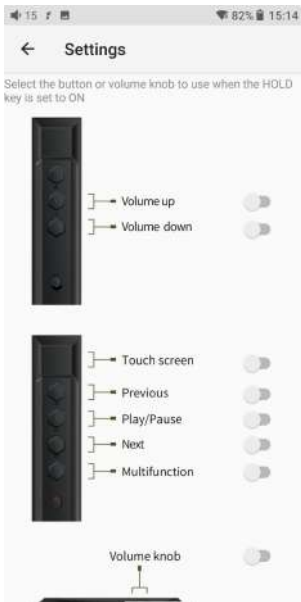 15 f 82% 15:14
Settings
Select the button or volume knob to use when the HOLD
key is set to ON
Volume up
Volume down
Touch screen
Previous
Play/Pause
Next
Multifunction
Volume knob